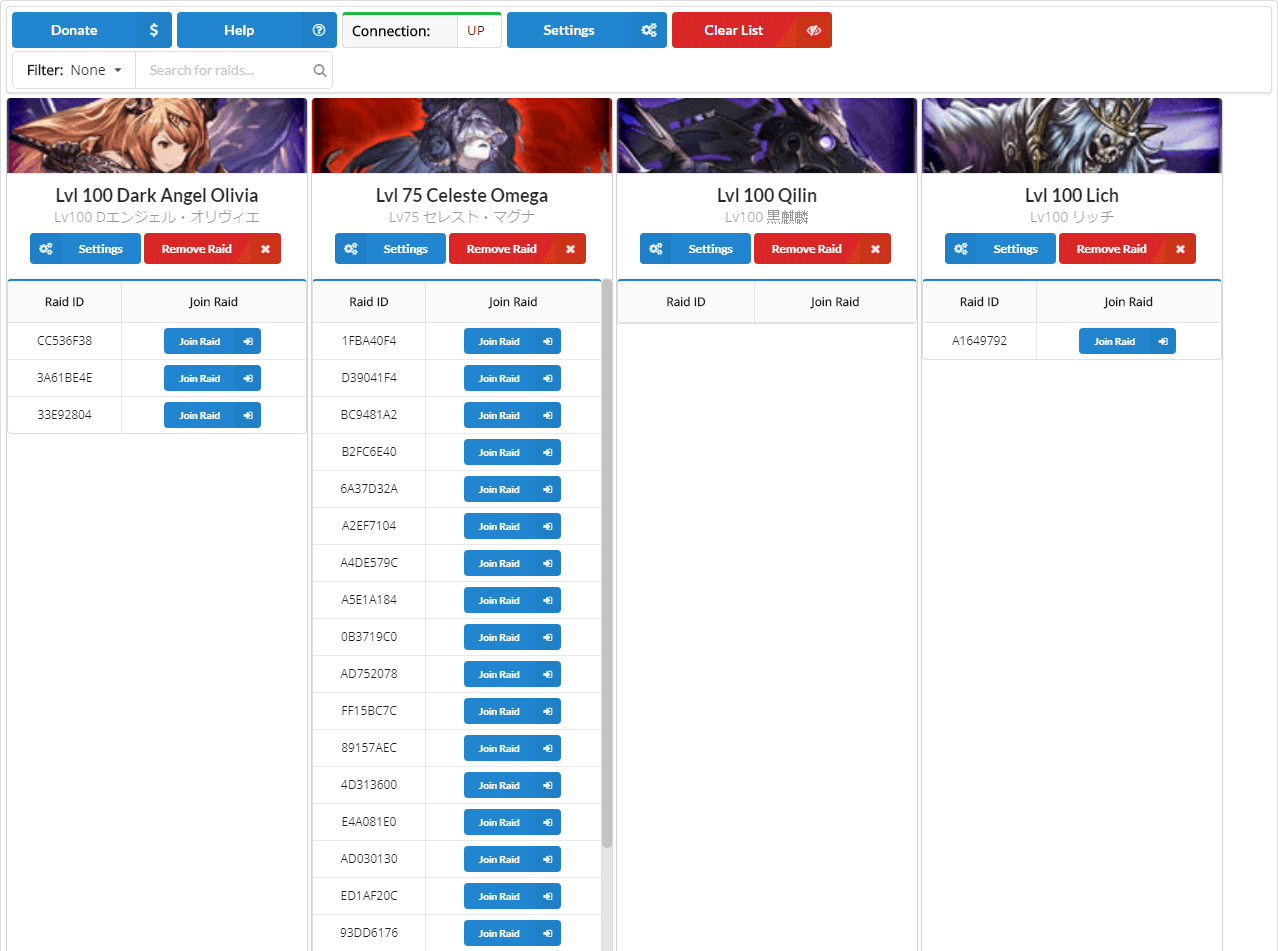 Donate $
Help
Connection: UP
Settings
Clear List
Filter: None
Search for raids...
Lvl 100 Dark Angel Olivia
Lv100 Dエンジェル・オリヴィエ
Settings Remove Raid
Raid ID Join Raid
CC536F38 Join Raid
3A61BE4E Join Raid
33E92804 Join Raid
Lvl 75 Celeste Omega
Lv75 セレスト・マグナ
Settings Remove Raid
Raid ID Join Raid
1FBA40F4 Join Raid
D39041F4 Join Raid
BC9481A2 Join Raid
B2FC6E40 Join Raid
6A37D32A Join Raid
A2EF7104 Join Raid
A4DE579C Join Raid
A5E1A184 Join Raid
0B3719C0 Join Raid
AD752078 Join Raid
FF15BC7C Join Raid
89157AEC Join Raid
4D313600 Join Raid
E4A081E0 Join Raid
AD030130 Join Raid
ED1AF20C Join Raid
93DD6176 Join Raid
Lvl 100 Qilin
Lv100 黒麒麟
Settings Remove Raid
Raid ID Join Raid
Lvl 100 Lich
Lv100 リッチ
Settings Remove Raid
Raid ID Join Raid
A1649792 Join Raid